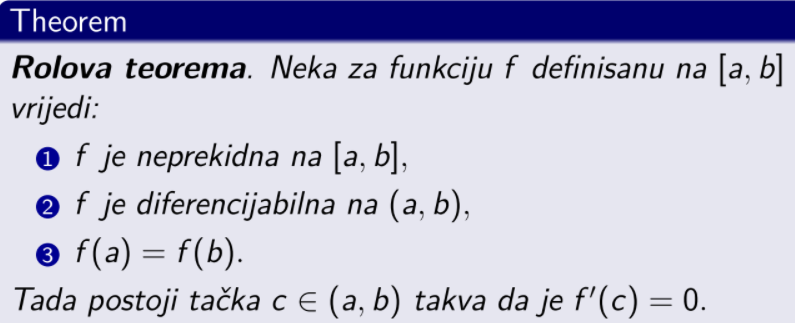 Theorem
Rolova teorema. Neka za funkciju f definisanu na [a, b]
vrijedi:
1 f je neprekidna na [a, b],
2 f je diferencijabilna na (a, b),
3 f(a) = f(b).
Tada postoji tačka c ∈ (a, b) takva da je f′(c) = 0.